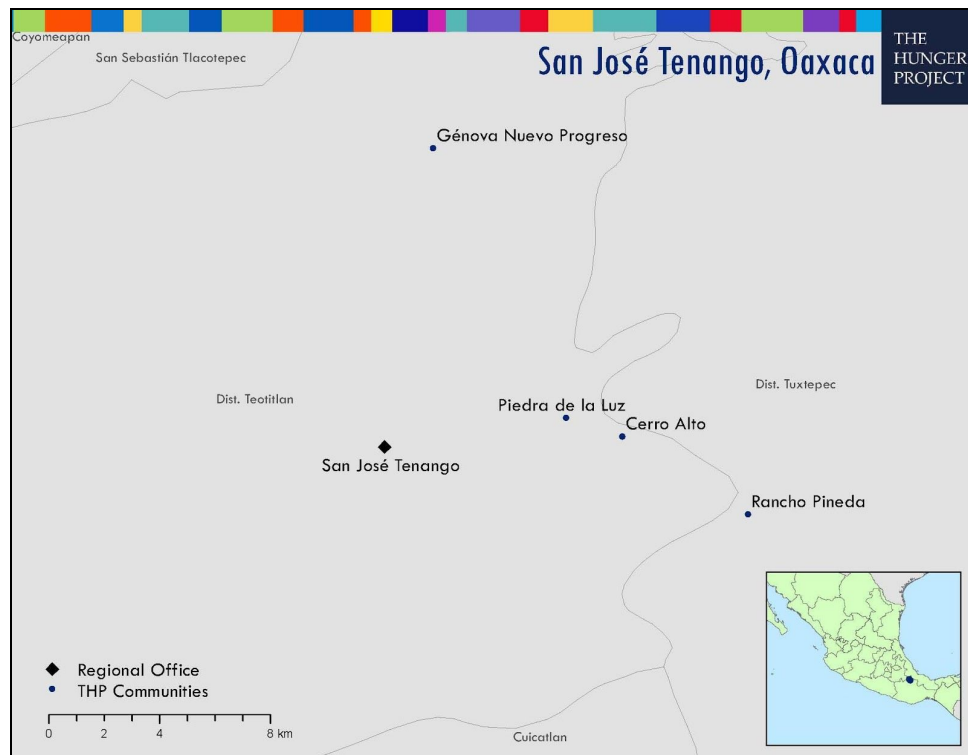 Coyomeapan
San Sebastián Tlacotepec
San José Tenango, Oaxaca
THE
HUNGER
PROJECT
Génova Nuevo Progreso
Dist. Teotitlan
Dist. Tuxtepec
Piedra de la Luz
Cerro Alto
San José Tenango
Rancho Pineda
Regional Office
THP Communities
0 2 4 8 km
Cuicatlan